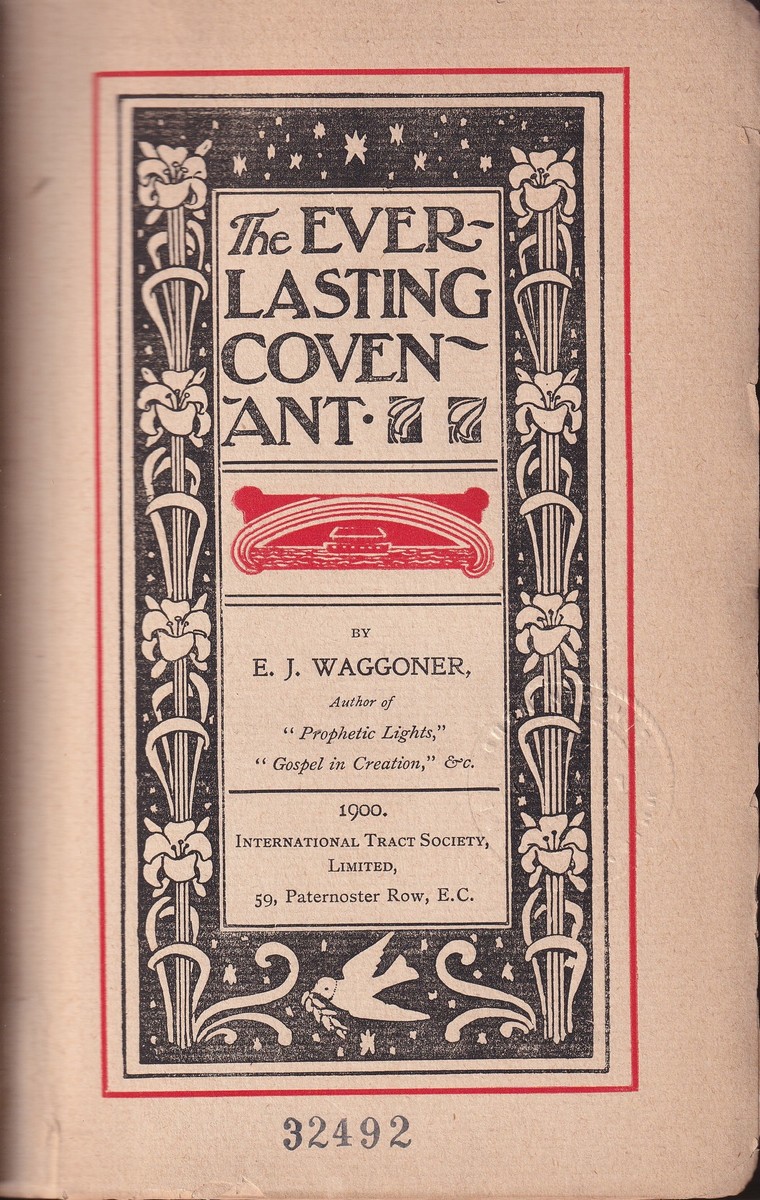 The EVER-
LASTING
COVEN-
ANT.
BY
E. J. WAGGONER,
Author of
“ Prophetic Lights,”
“ Gospel in Creation,” &c.
1900.
INTERNATIONAL TRACT SOCIETY,
LIMITED,
59, Paternoster Row, E.C.
32492